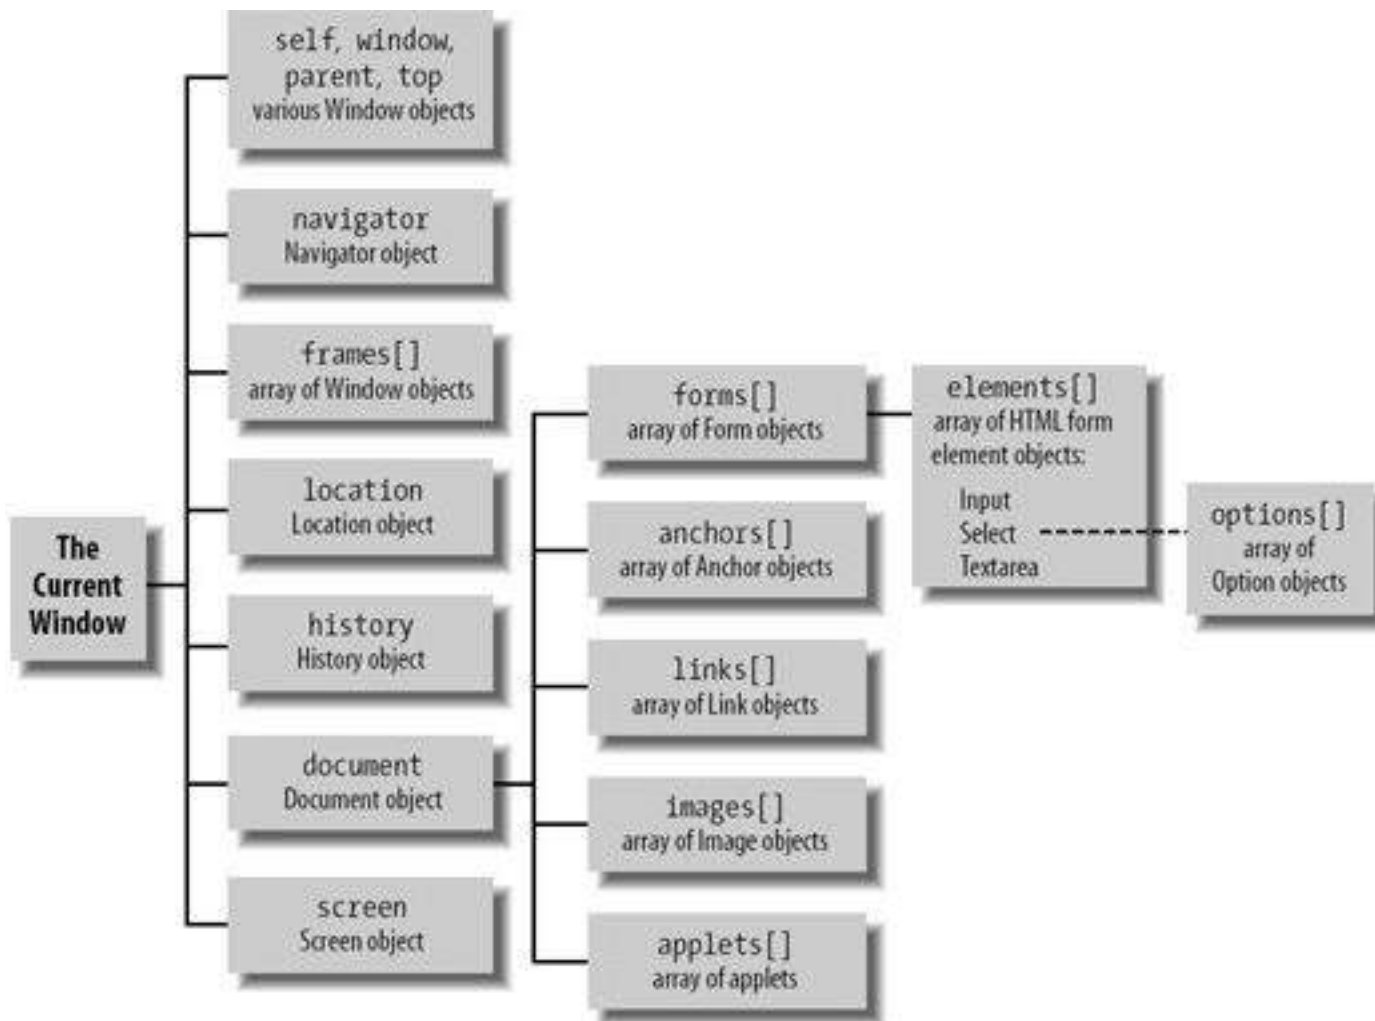 The
Current
Window
self, window,
parent, top
various Window objects
navigator
Navigator object
frames[]
array of Window objects
location
Location object
history
History object
document
Document object
screen
Screen object
forms[]
array of Form objects
anchors[]
array of Anchor objects
links[]
array of Link objects
images[]
array of Image objects
applets[]
array of applets
elements[]
array of HTML form
element objects:
Input
Select
Textarea
options[]
array of
Option objects